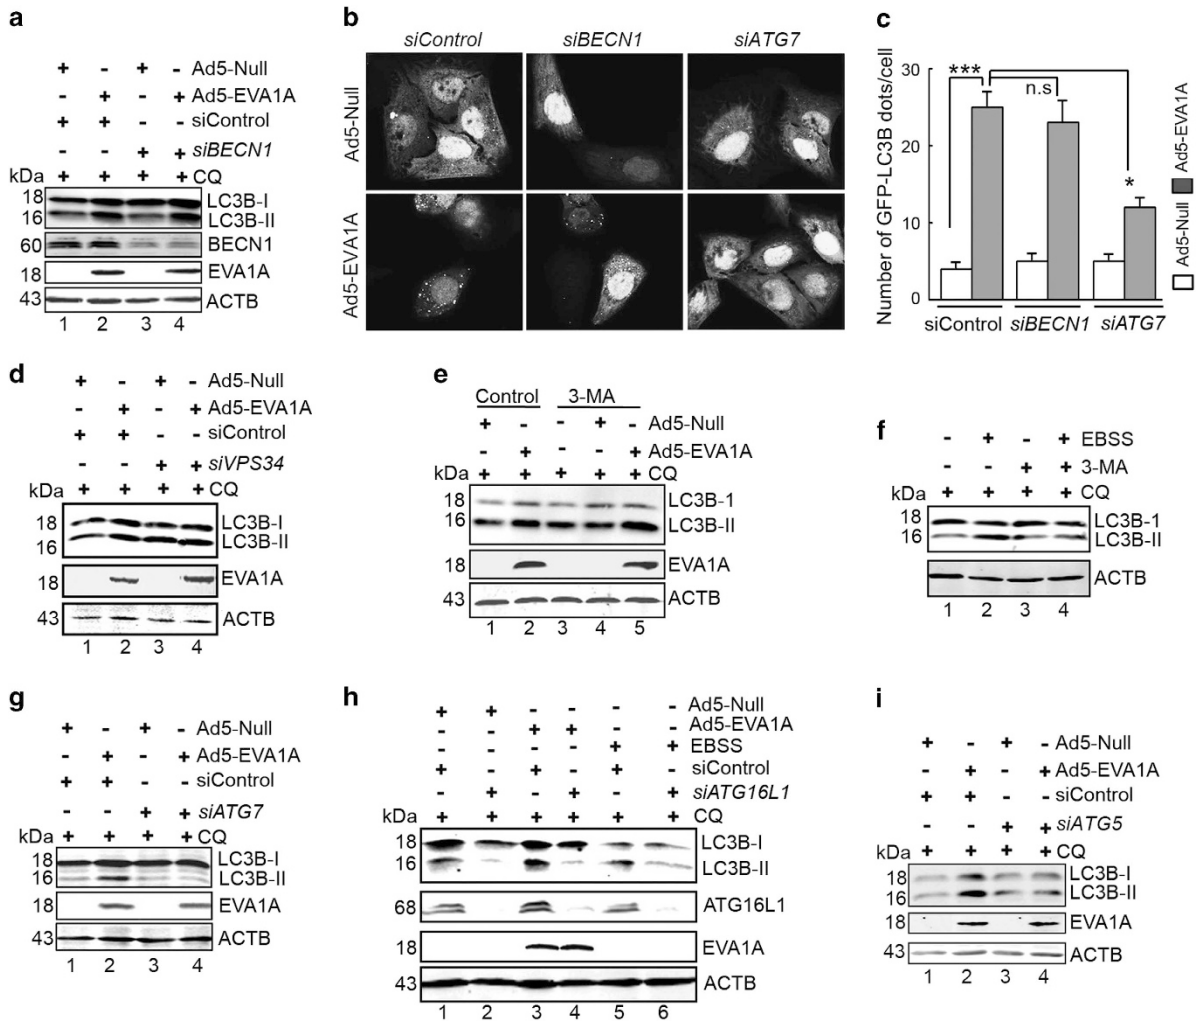 a
+ - + - Ad5-Null
- + - + Ad5-EVA1A
+ + - - siControl
- - + + siBECN1
kDa + + + + CQ
18 LC3B-I
16 LC3B-II
60 BECN1
18 EVA1A
43 ACTB
1 2 3 4
b
siControl siBECN1 siATG7
Ad5-Null
Ad5-EVA1A
c
Number of GFP-LC3B dots/cell
30
20
10
0
***
n.s
*
siControl siBECN1 siATG7
Ad5-Null Ad5-EVA1A
d
+ - + - Ad5-Null
- + - + Ad5-EVA1A
+ + - - siControl
- - + + siVPS34
kDa + + + + CQ
18 LC3B-I
16 LC3B-II
18 EVA1A
43 ACTB
1 2 3 4
e
Control 3-MA
+ - - + - Ad5-Null
- + - - + Ad5-EVA1A
kDa + + + + + CQ
18 LC3B-1
16 LC3B-II
18 EVA1A
43 ACTB
1 2 3 4 5
f
- + - + EBSS
- - + + 3-MA
kDa + + + + CQ
18 LC3B-1
16 LC3B-II
ACTB
1 2 3 4
g
+ - + - Ad5-Null
- + - + Ad5-EVA1A
+ + - - siControl
- - + + siATG7
kDa + + + + CQ
18 LC3B-I
16 LC3B-II
18 EVA1A
43 ACTB
1 2 3 4
h
+ + - - - - Ad5-Null
- - + + - - Ad5-EVA1A
- - - - + + EBSS
+ - + - + - siControl
- + - + - + siATG16L1
kDa + + + + + + CQ
18 LC3B-I
16 LC3B-II
68 ATG16L1
18 EVA1A
43 ACTB
1 2 3 4 5 6
i
+ - + - Ad5-Null
- + - + Ad5-EVA1A
+ + - - siControl
- - + + siATG5
kDa + + + + CQ
18 LC3B-I
16 LC3B-II
18 EVA1A
43 ACTB
1 2 3 4